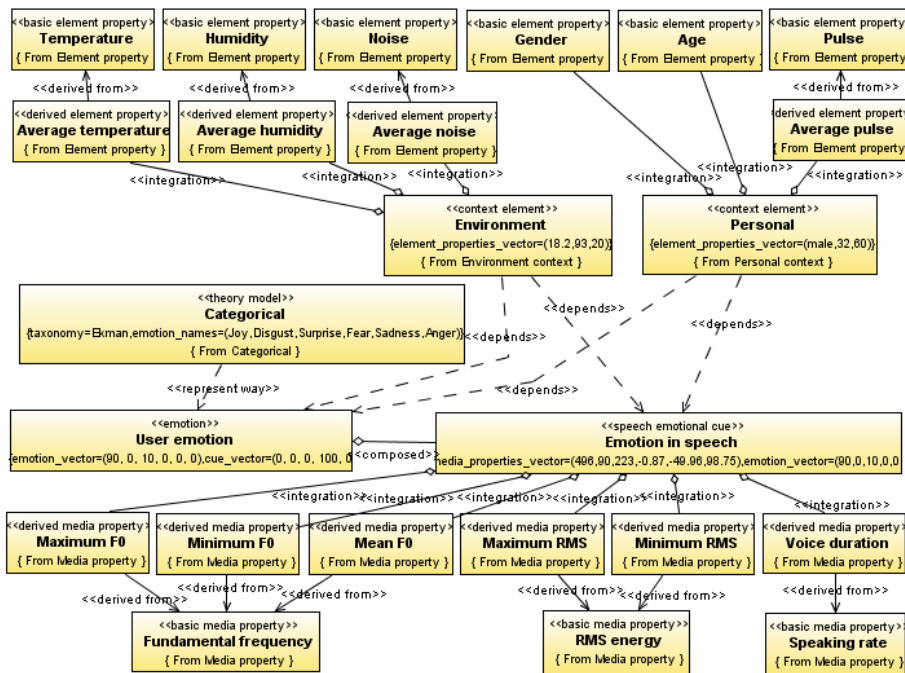 <<basic element property>>
Temperature
{ From Element property }
<<basic element property>>
Humidity
{ From Element property }
<<basic element property>>
Noise
{ From Element property }
<<basic element property>>
Gender
{ From Element property }
<<basic element property>>
Age
{ From Element property }
<<basic element property>>
Pulse
{ From Element property }
<<derived from>>
<<derived from>>
<<derived from>>
<<derived from>>
<<derived element property>>
Average temperature
{ From Element property }
<<derived element property>>
Average humidity
{ From Element property }
<<derived element property>>
Average noise
{ From Element property }
<<derived element property>>
Average pulse
{ From Element property }
<<integration>>
<<integration>>
<<integration>>
<<integration>>
<<integration>>
<<integration>>
<<context element>>
Environment
{element_properties_vector=(18.2,93,20)}
{ From Environment context }
<<context element>>
Personal
{element_properties_vector=(male,32,60)}
{ From Personal context }
<<theory model>>
Categorical
{taxonomy=Ekman,emotion_names=(Joy,Disgust,Surprise,Fear,Sadness,Anger)}
{ From Categorical }
<<depends>>
<<depends>>
<<depends>>
<<depends>>
<<represent way>>
<<emotion>>
User emotion
{emotion_vector=(90, 0, 10, 0, 0, 0),cue_vector=(0, 0, 0, 100, 0
<<composed>>
<<speech emotional cue>>
Emotion in speech
media_properties_vector=(496,90,223,-0.87,-49.96,98.75),emotion_vector=(90,0,10,0,0
<<integration>>
<<integration>>
<<integration>>
<<integration>>
<<integration>>
<<integration>>
<<derived media property>>
Maximum F0
{ From Media property }
<<derived media property>>
Minimum F0
{ From Media property }
<<derived media property>>
Mean F0
{ From Media property }
<<derived media property>>
Maximum RMS
{ From Media property }
<<derived media property>>
Minimum RMS
{ From Media property }
<<derived media property>>
Voice duration
{ From Media property }
<<derived from>>
<<derived from>>
<<derived from>>
<<derived from>>
<<derived from>>
<<derived from>>
<<basic media property>>
Fundamental frequency
{ From Media property }
<<basic media property>>
RMS energy
{ From Media property }
<<basic media property>>
Speaking rate
{ From Media property }